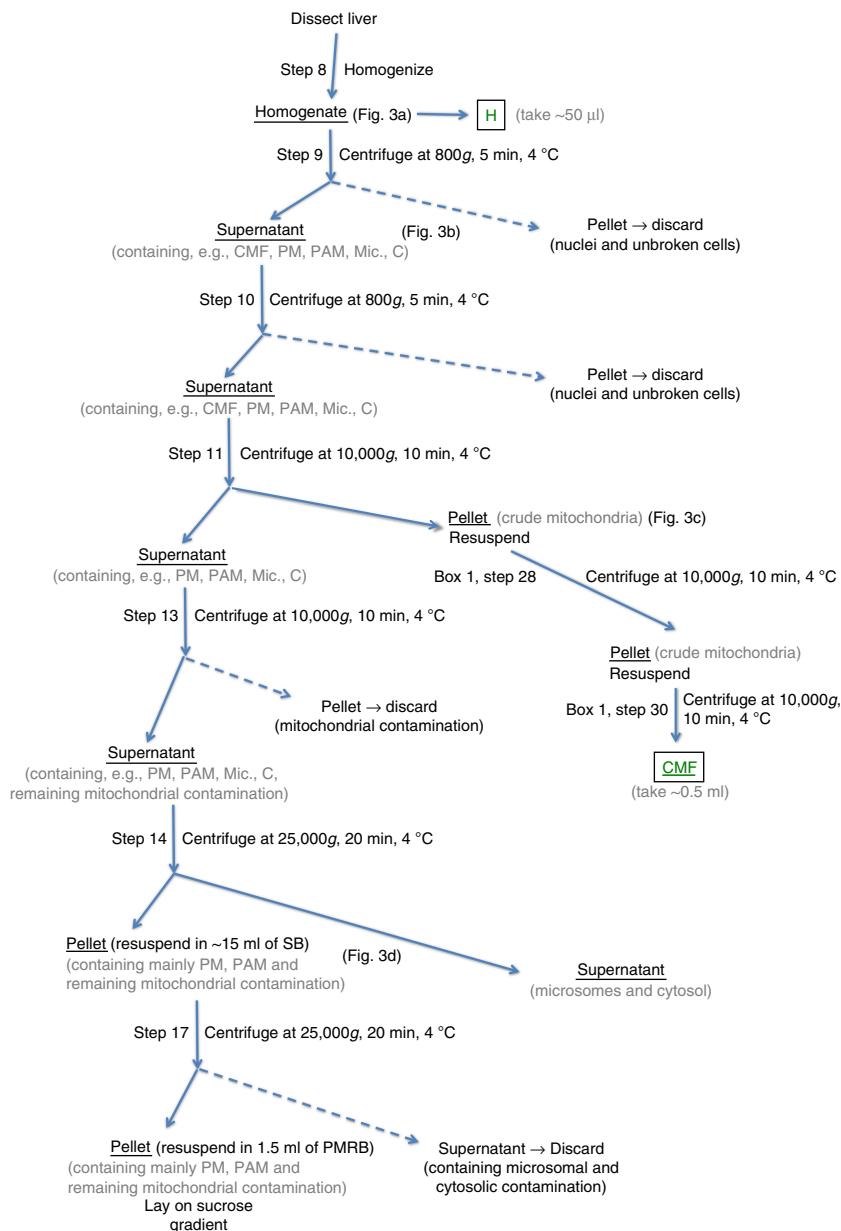 Dissect liver
Step 8 Homogenize
Homogenate (Fig. 3a)
H (take ~50 μl)
Step 9 Centrifuge at 800g, 5 min, 4 °C
Supernatant (Fig. 3b)
(containing, e.g., CMF, PM, PAM, Mic., C)
Pellet → discard
(nuclei and unbroken cells)
Step 10 Centrifuge at 800g, 5 min, 4 °C
Supernatant
(containing, e.g., CMF, PM, PAM, Mic., C)
Pellet → discard
(nuclei and unbroken cells)
Step 11 Centrifuge at 10,000g, 10 min, 4 °C
Pellet (crude mitochondria) (Fig. 3c)
Resuspend
Supernatant
(containing, e.g., PM, PAM, Mic., C)
Box 1, step 28 Centrifuge at 10,000g, 10 min, 4 °C
Step 13 Centrifuge at 10,000g, 10 min, 4 °C
Pellet (crude mitochondria)
Resuspend
Pellet → discard
(mitochondrial contamination)
Box 1, step 30 Centrifuge at 10,000g,
10 min, 4 °C
Supernatant
(containing, e.g., PM, PAM, Mic., C,
remaining mitochondrial contamination)
CMF
(take ~0.5 ml)
Step 14 Centrifuge at 25,000g, 20 min, 4 °C
Pellet (resuspend in ~15 ml of SB)
(containing mainly PM, PAM and
remaining mitochondrial contamination)
(Fig. 3d)
Supernatant
(microsomes and cytosol)
Step 17 Centrifuge at 25,000g, 20 min, 4 °C
Pellet (resuspend in 1.5 ml of PMRB)
(containing mainly PM, PAM and
remaining mitochondrial contamination)
Lay on sucrose
gradient
Supernatant → Discard
(containing microsomal and
cytosolic contamination)